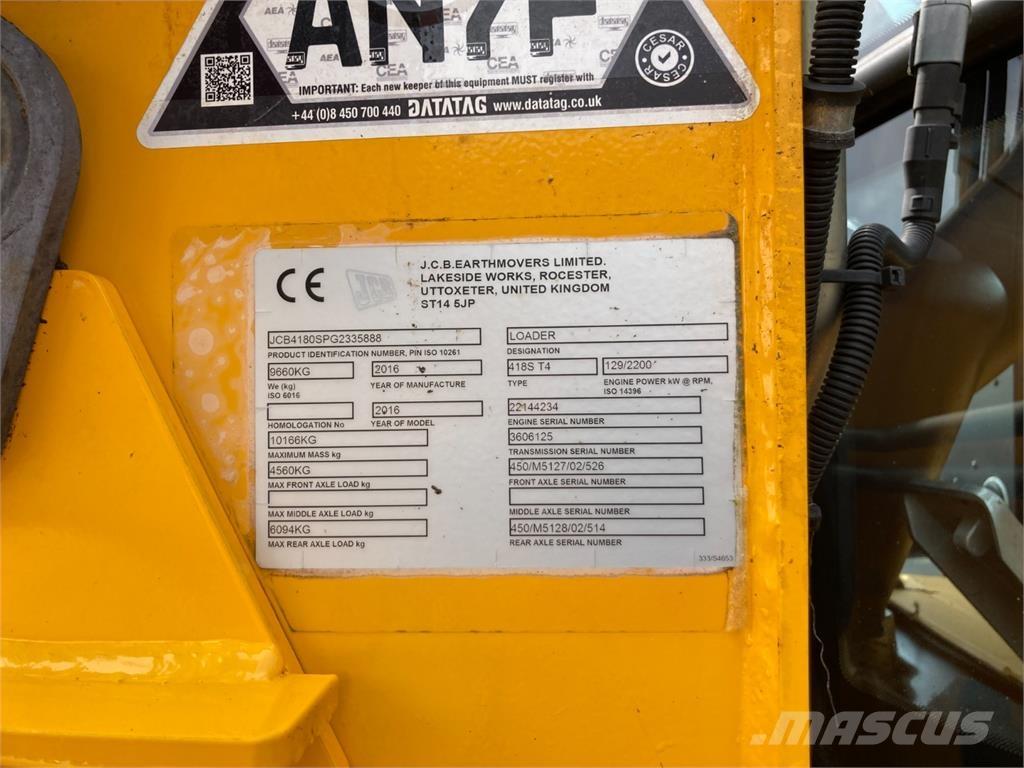 AN7F
CEA
AEA
CEA
CEA
CESAR
CESAR
IMPORTANT: Each new keeper of this equipment MUST register with
+44 (0)8 450 700 440 DATATAG www.datatag.co.uk
CE
JCB
J.C.B.EARTHMOVERS LIMITED.
LAKESIDE WORKS, ROCESTER,
UTTOXETER, UNITED KINGDOM
ST14 5JP
JCB4180SPG2335888
PRODUCT IDENTIFICATION NUMBER, PIN ISO 10261
9660KG
We (kg)
ISO 6016
2016
YEAR OF MANUFACTURE
HOMOLOGATION No
2016
YEAR OF MODEL
10166KG
MAXIMUM MASS kg
4560KG
MAX FRONT AXLE LOAD kg
MAX MIDDLE AXLE LOAD kg
6094KG
MAX REAR AXLE LOAD kg
LOADER
DESIGNATION
418S T4
TYPE
129/2200
ENGINE POWER kW @ RPM,
ISO 14396
22144234
ENGINE SERIAL NUMBER
3606125
TRANSMISSION SERIAL NUMBER
450/M5127/02/526
FRONT AXLE SERIAL NUMBER
MIDDLE AXLE SERIAL NUMBER
450/M5128/02/514
REAR AXLE SERIAL NUMBER
333/S4653
MASCUS